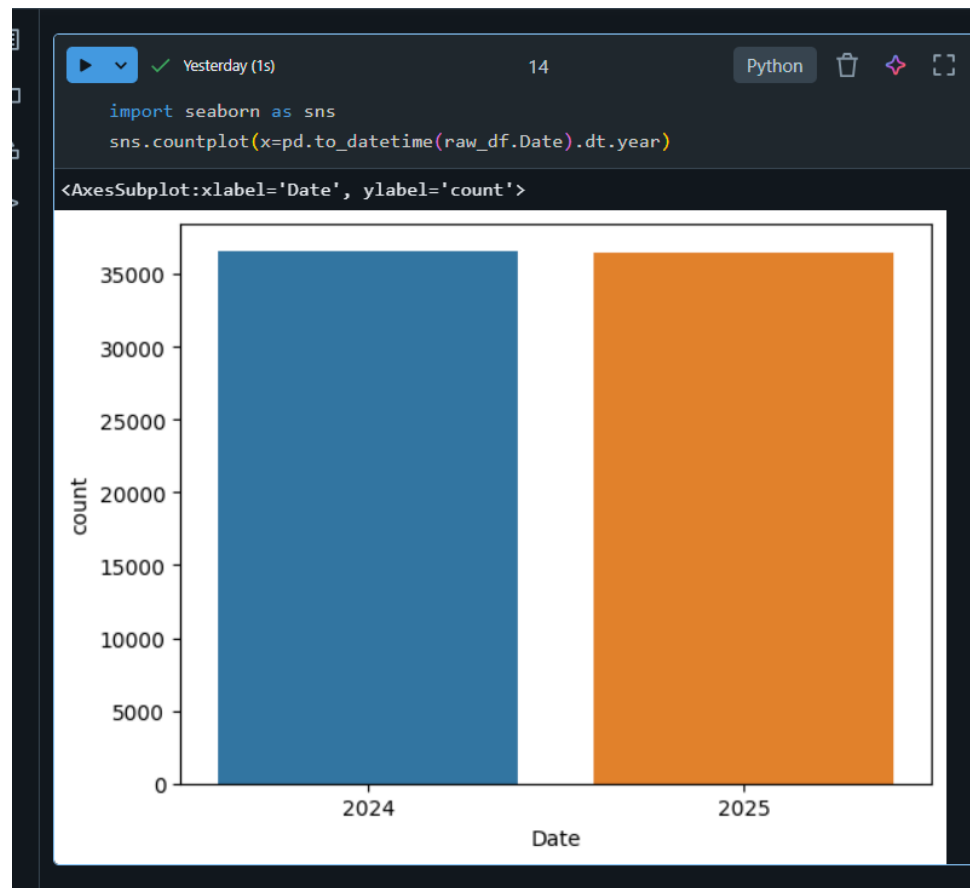 Yesterday (1s) 14 Python
import seaborn as sns
sns.countplot(x=pd.to_datetime(raw_df.Date).dt.year)
<AxesSubplot:xlabel='Date', ylabel='count'>
35000
30000
25000
20000
15000
10000
5000
0
count
2024 2025
Date